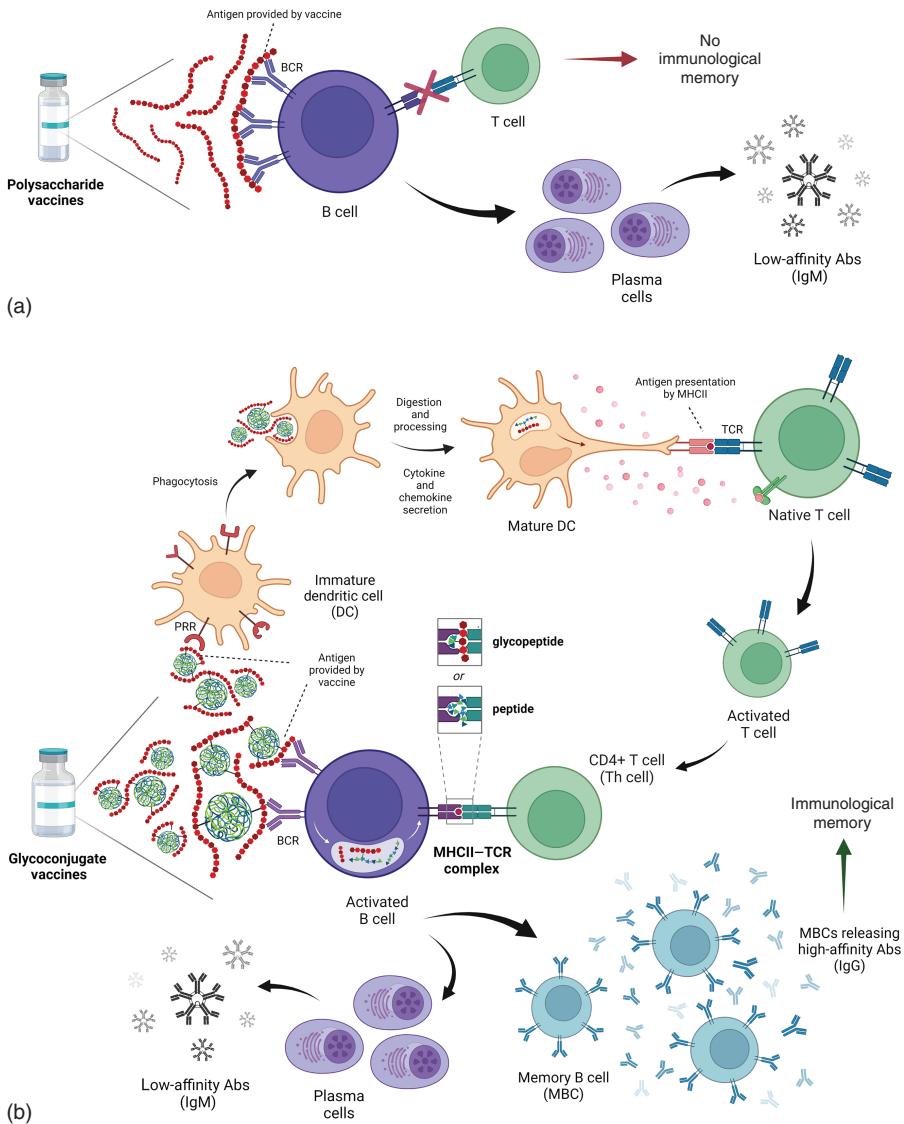 Antigen provided by vaccine
BCR
No
immunological
memory
T cell
Polysaccharide
vaccines
B cell
Plasma
cells
Low-affinity Abs
(IgM)
(a)
Antigen presentation
by MHCII
Digestion
and
processing
TCR
Phagocytosis
Cytokine
and
chemokine
secretion
Mature DC
Native T cell
Immature
dendritic cell
(DC)
PRR
glycopeptide
or
peptide
Antigen
provided by
vaccine
Activated
T cell
CD4+ T cell
(Th cell)
Immunological
memory
BCR
Glycoconjugate
vaccines
MHCII–TCR
complex
Activated
B cell
MBCs releasing
high-affinity Abs
(IgG)
Memory B cell
(MBC)
Low-affinity Abs
(IgM)
Plasma
cells
(b)